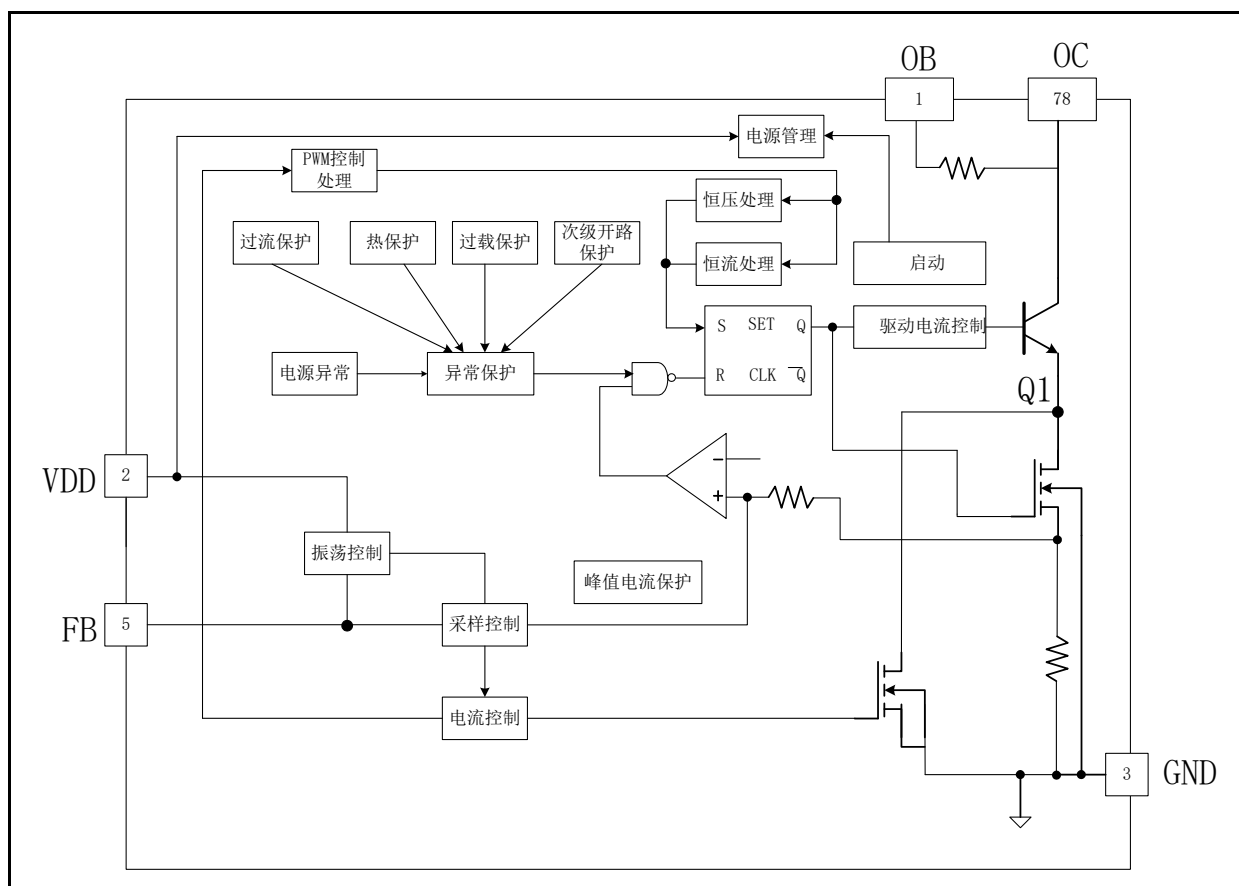 OB
OC
1
78
电源管理
PWM控制
处理
恒压处理
过流保护
热保护
过载保护
次级开路
保护
恒流处理
启动
S
SET
Q
驱动电流控制
电源异常
异常保护
R
CLK
Q
Q1
VDD
2
-
+
振荡控制
峰值电流保护
FB
5
采样控制
电流控制
3
GND